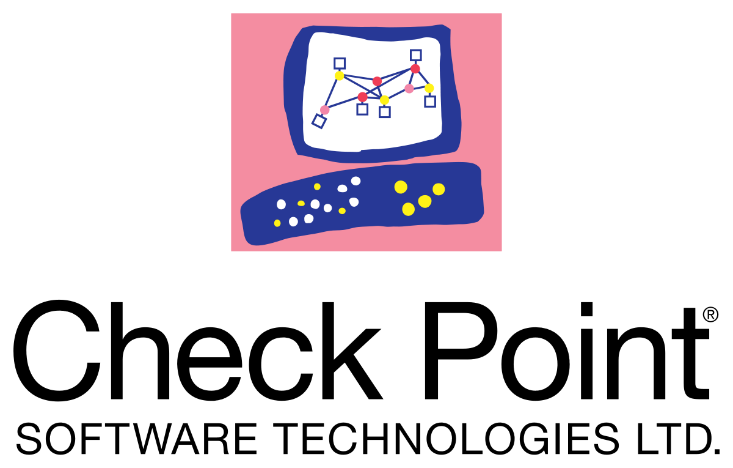 Check Point®
SOFTWARE TECHNOLOGIES LTD.